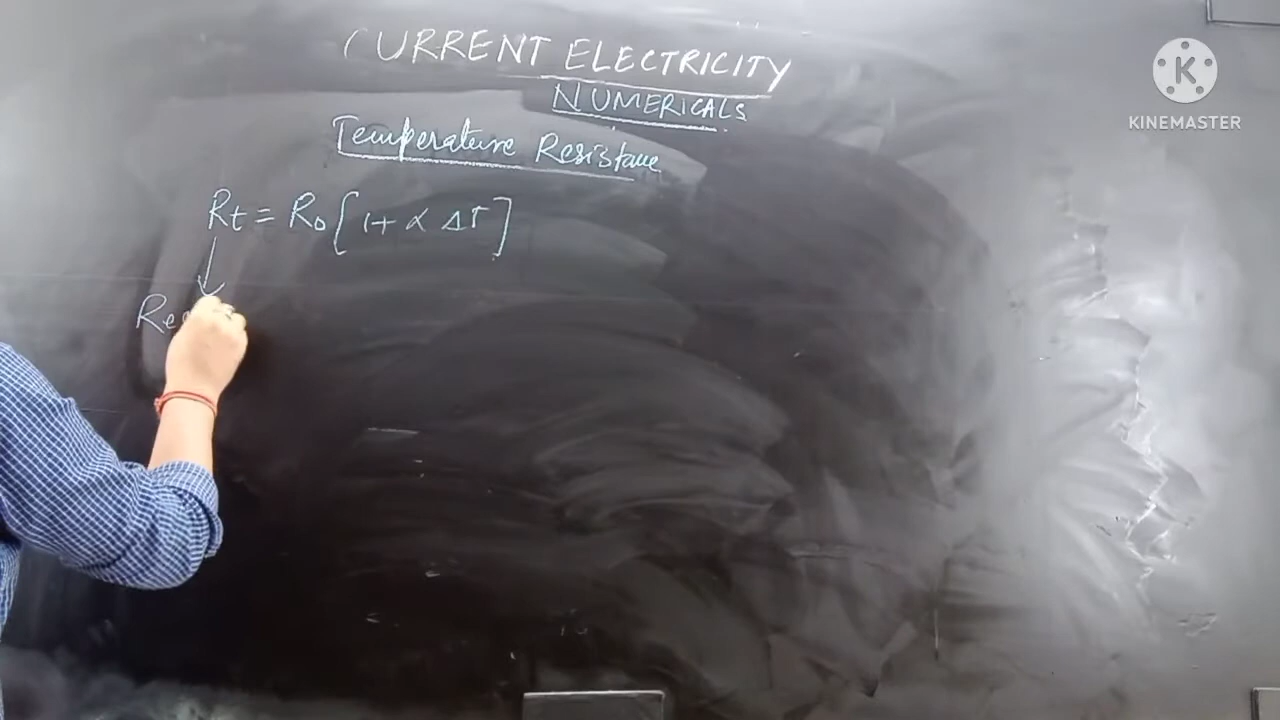 CURRENT ELECTRICITY
NUMERICALS
Temperature Resistance
Rt = R0 [1 + α ΔT]
K
KINEMASTER